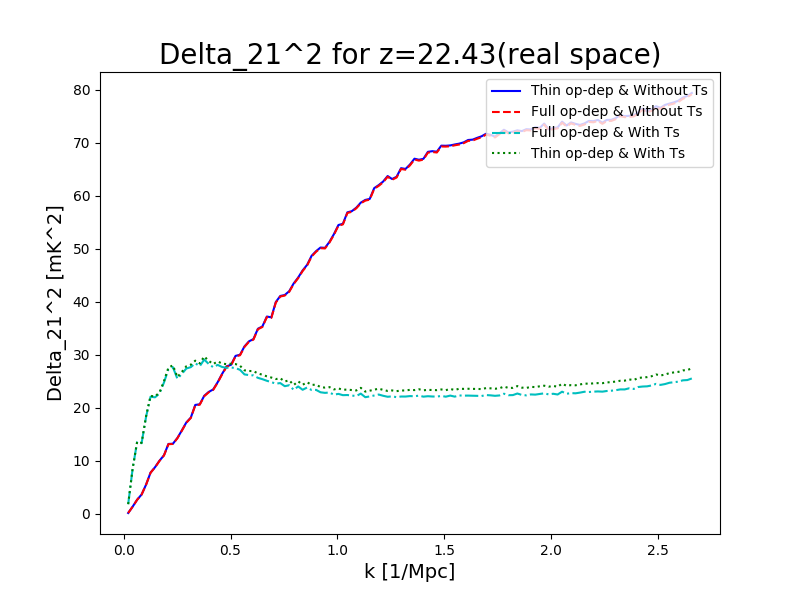 Delta_21^2 for z=22.43(real space)
Thin op-dep & Without Ts
Full op-dep & Without Ts
Full op-dep & With Ts
Thin op-dep & With Ts
Delta_21^2 [mK^2]
80
70
60
50
40
30
20
10
0
0.0
0.5
1.0
1.5
2.0
2.5
k [1/Mpc]